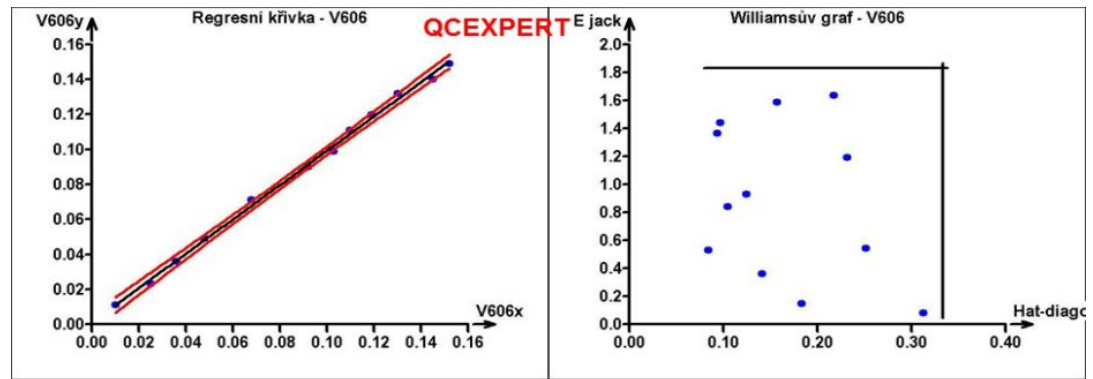 Regresní křivka - V606
V606y
QCEXPERT
0.16
0.14
0.12
0.10
0.08
0.06
0.04
0.02
0.00
V606x
0.00 0.02 0.04 0.06 0.08 0.10 0.12 0.14 0.16
Williamsův graf - V606
E jack
2.0
1.8
1.6
1.4
1.2
1.0
0.8
0.6
0.4
0.2
0.0
Hat-diago
0.00 0.10 0.20 0.30 0.40